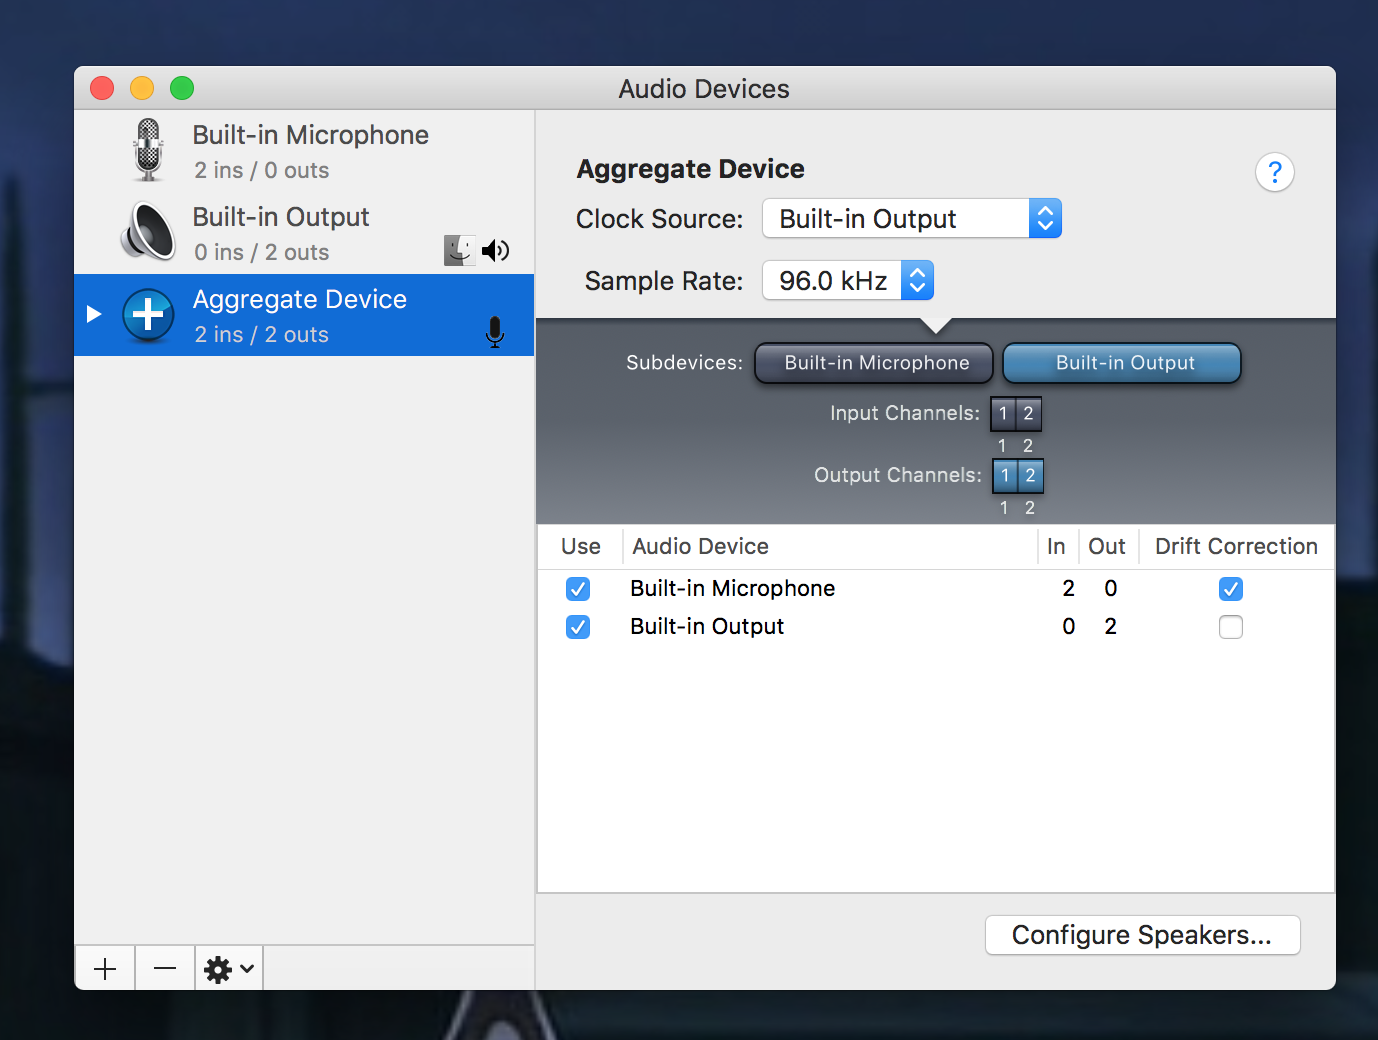 Audio Devices
Built-in Microphone
2 ins / 0 outs
Built-in Output
0 ins / 2 outs
Aggregate Device
2 ins / 2 outs
Aggregate Device
?
Clock Source: Built-in Output
Sample Rate: 96.0 kHz
Subdevices: Built-in Microphone Built-in Output
Input Channels: 1 2
1 2
Output Channels: 1 2
1 2
Use Audio Device In Out Drift Correction
Built-in Microphone 2 0
Built-in Output 0 2
Configure Speakers...